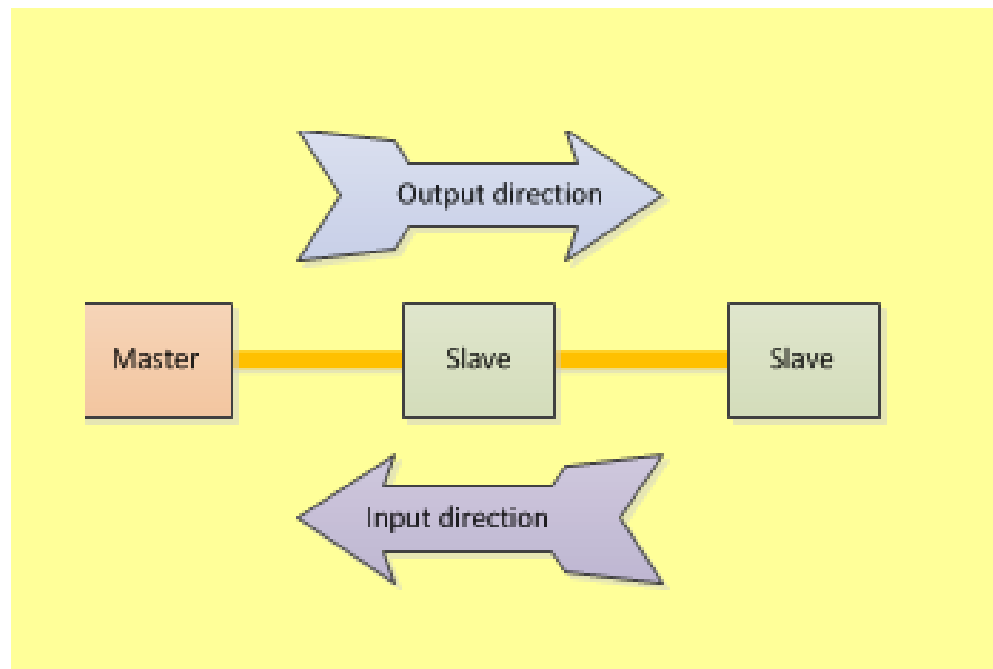 Output direction
Master
Slave
Slave
Input direction